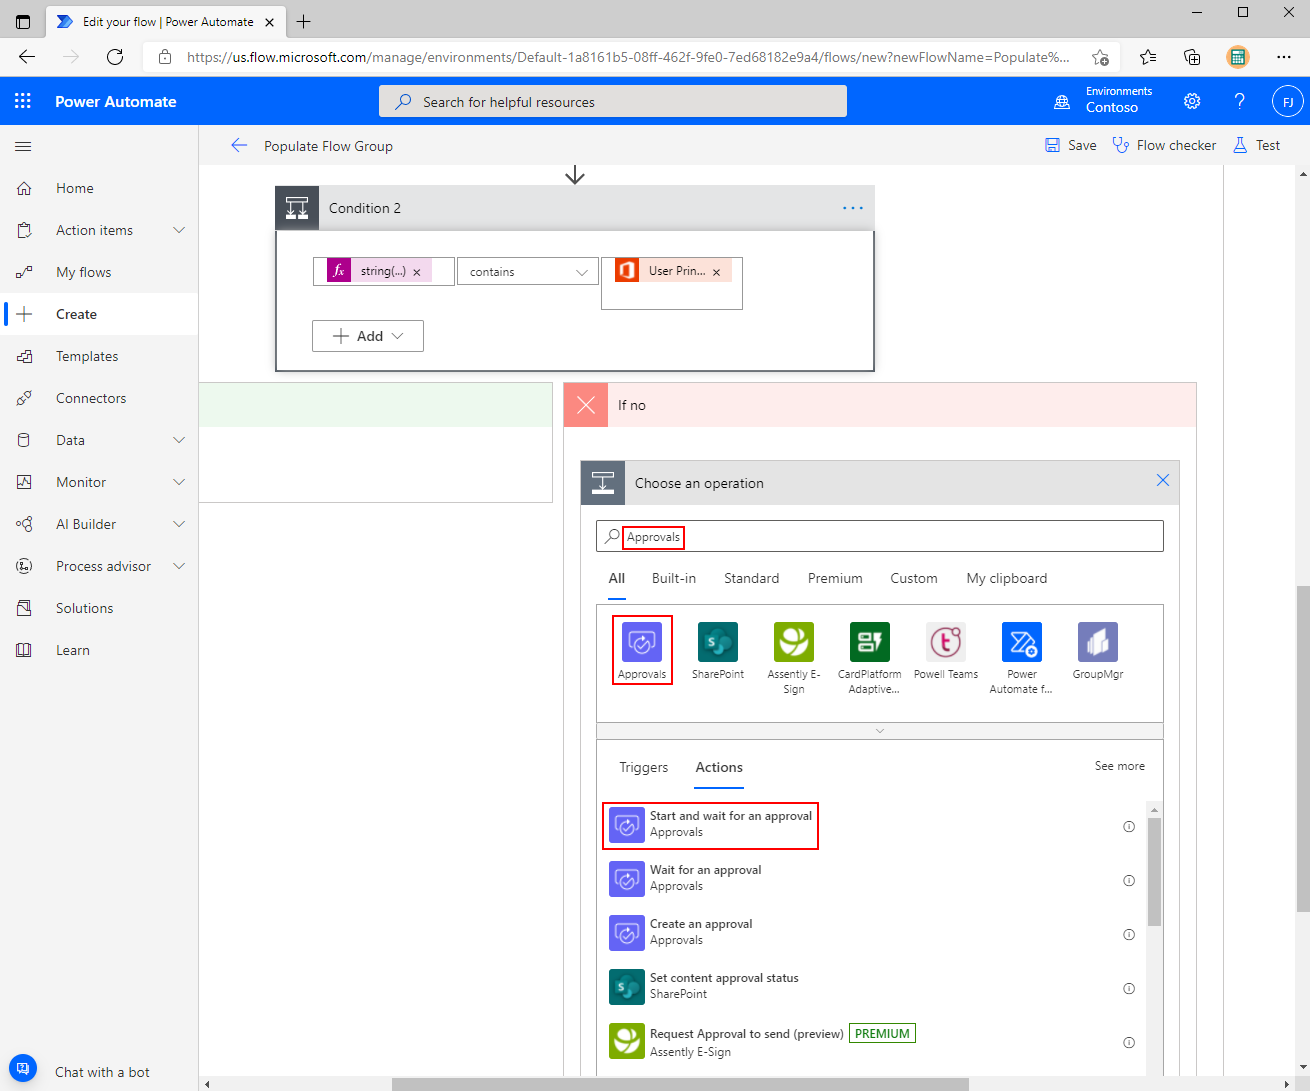 Edit your flow | Power Automate
https://us.flow.microsoft.com/manage/environments/Default-1a8161b5-08ff-462f-9fe0-7ed68182e9a4/flows/new?newFlowName=Populate%...
Power Automate
Search for helpful resources
Environments
Contoso
?
FJ
Populate Flow Group
Save
Flow checker
Test
Home
Action items
My flows
Create
Templates
Connectors
Data
Monitor
AI Builder
Process advisor
Solutions
Learn
Chat with a bot
Condition 2
fx string(...)
contains
User Prin...
Add
If no
Choose an operation
Approvals
All Built-in Standard Premium Custom My clipboard
Approvals
SharePoint
Assently E-
Sign
CardPlatform
Adaptive...
Powell Teams
Power
Automate f...
GroupMgr
Triggers Actions See more
Start and wait for an approval
Approvals
Wait for an approval
Approvals
Create an approval
Approvals
Set content approval status
SharePoint
Request Approval to send (preview) PREMIUM
Assently E-Sign